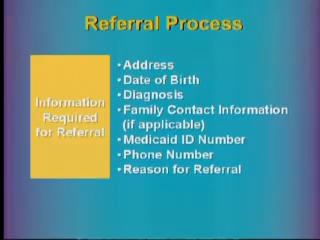 Referral Process
Information
Required
for Referral
• Address
• Date of Birth
• Diagnosis
• Family Contact Information
(if applicable)
• Medicaid ID Number
• Phone Number
• Reason for Referral